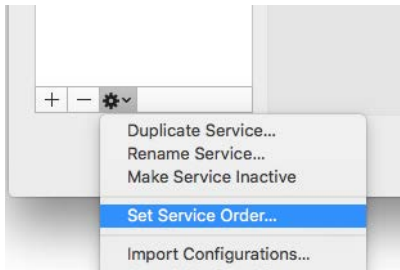 Duplicate Service...
Rename Service...
Make Service Inactive
Set Service Order...
Import Configurations...